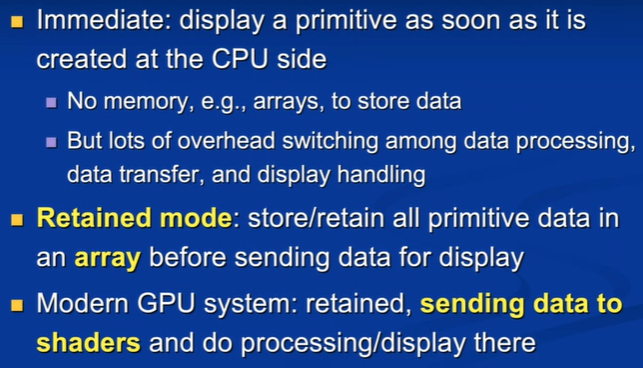 Immediate: display a primitive as soon as it is
created at the CPU side
No memory, e.g., arrays, to store data
But lots of overhead switching among data processing,
data transfer, and display handling
Retained mode: store/retain all primitive data in
an array before sending data for display
Modern GPU system: retained, sending data to
shaders and do processing/display there